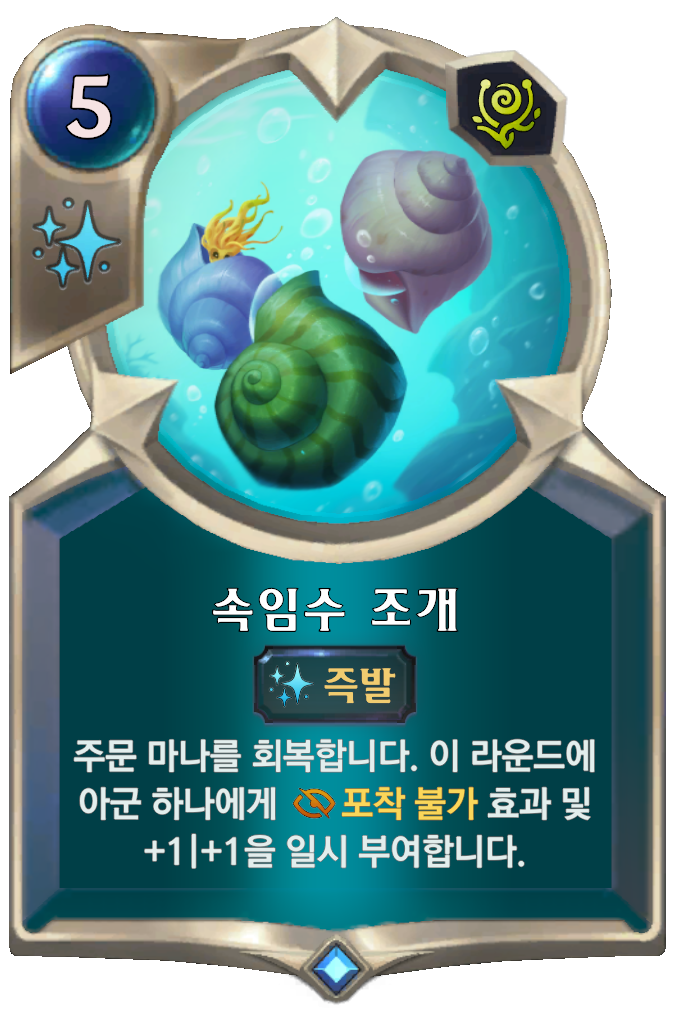 5
속임수 조개
즉발
주문 마나를 회복합니다. 이 라운드에
아군 하나에게 포착 불가 효과 및
+1|+1을 일시 부여합니다.